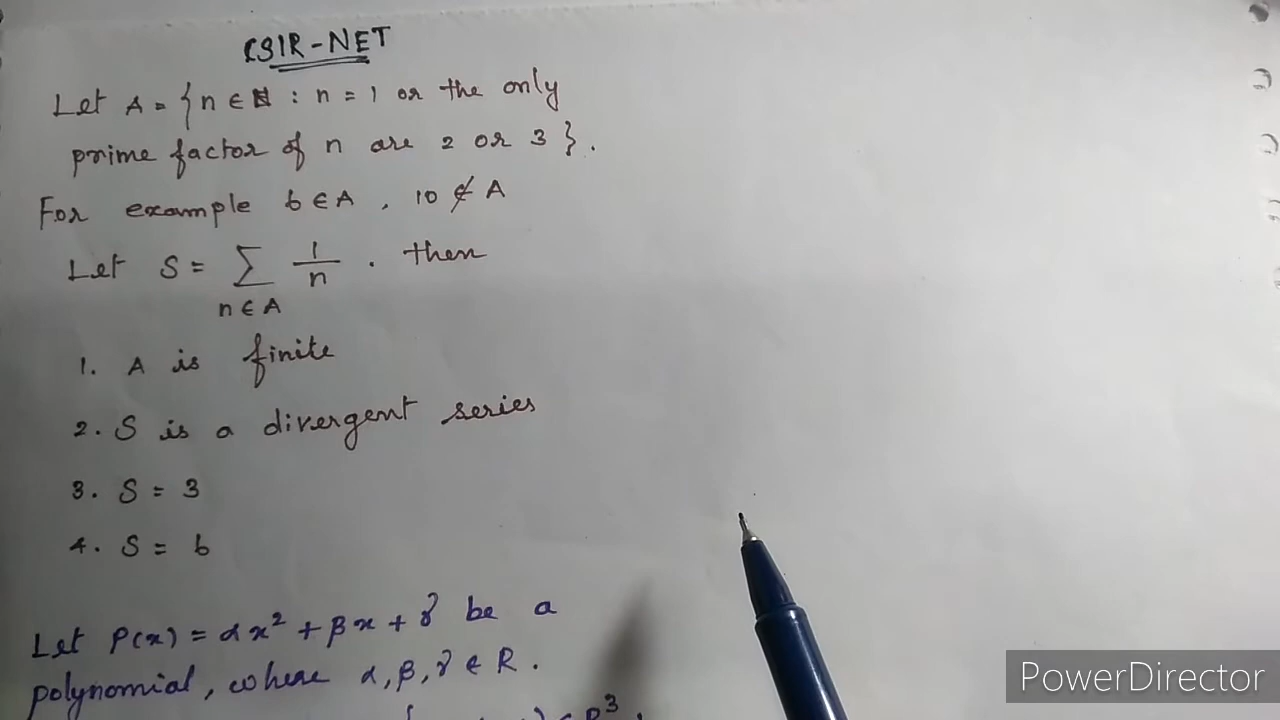 CSIR-NET
Let A = {n ∈ N : n = 1 or the only
prime factor of n are 2 or 3}.
For example 6 ∈ A , 10 ∉ A
Let S = ∑ 1/n . then
n ∈ A
1. A is finite
2. S is a divergent series
3. S = 3
4. S = 6
Let P(x) = αx² + βx + γ be a
polynomial, where α, β, γ ∈ R.
PowerDirector